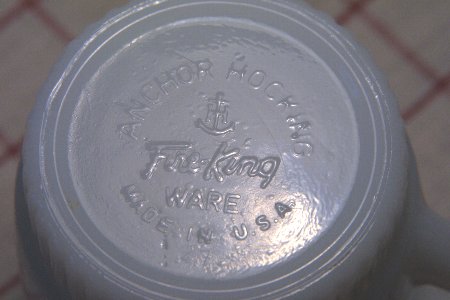 ANCHOR HOCKING
Fire-King
WARE
MADE IN U.S.A.